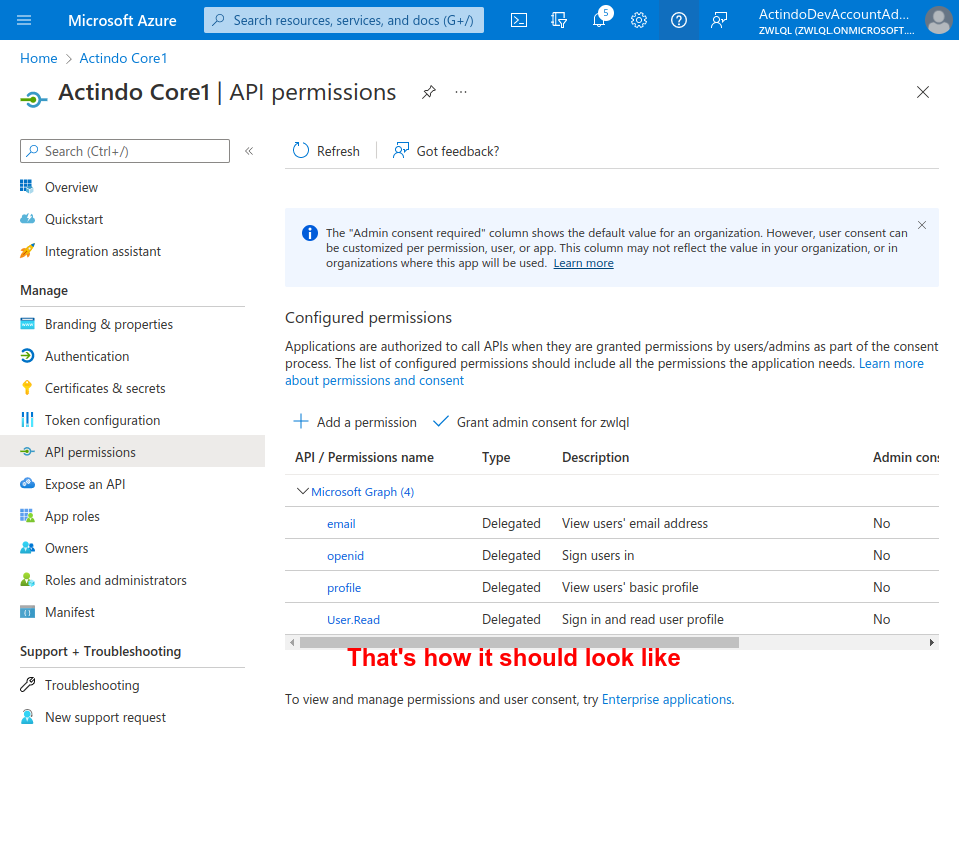 Microsoft Azure
Search resources, services, and docs (G+/)
5
ActindoDevAccountAd...
ZWLQL (ZWLQL.ONMICROSOFT....
Home > Actindo Core1
Actindo Core1 | API permissions
Search (Ctrl+/)
Refresh
Got feedback?
Overview
Quickstart
Integration assistant
Manage
Branding & properties
Authentication
Certificates & secrets
Token configuration
API permissions
Expose an API
App roles
Owners
Roles and administrators
Manifest
Support + Troubleshooting
Troubleshooting
New support request
The "Admin consent required" column shows the default value for an organization. However, user consent can
be customized per permission, user, or app. This column may not reflect the value in your organization, or in
organizations where this app will be used. Learn more
Configured permissions
Applications are authorized to call APIs when they are granted permissions by users/admins as part of the consent
process. The list of configured permissions should include all the permissions the application needs. Learn more
about permissions and consent
Add a permission
Grant admin consent for zwlql
API / Permissions name Type Description Admin cons
Microsoft Graph (4)
email Delegated View users' email address No
openid Delegated Sign users in No
profile Delegated View users' basic profile No
User.Read Delegated Sign in and read user profile No
That's how it should look like
To view and manage permissions and user consent, try Enterprise applications.